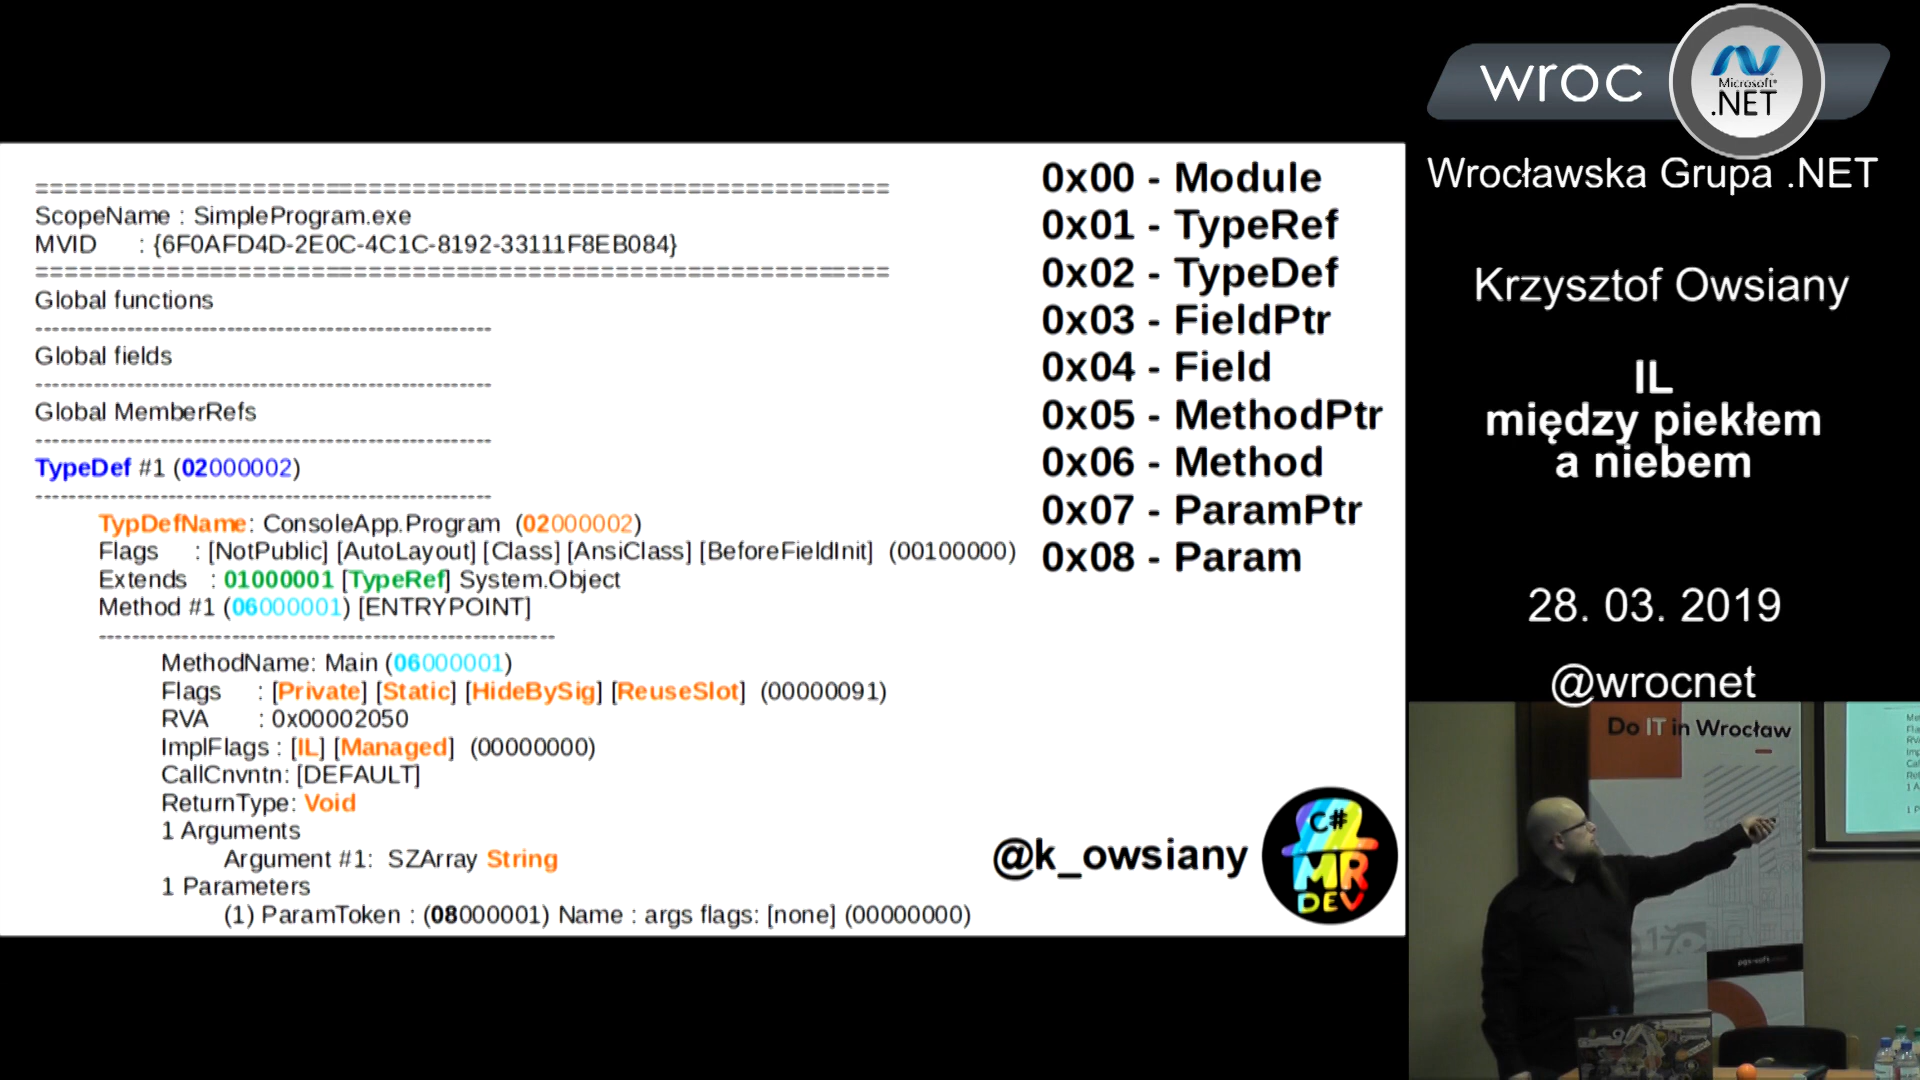 ========================================================
ScopeName : SimpleProgram.exe
MVID : {6F0AFD4D-2E0C-4C1C-8192-33111F8EB084}
========================================================
Global functions
-------------------------------------------------------
Global fields
-------------------------------------------------------
Global MemberRefs
-------------------------------------------------------
TypeDef #1 (02000002)
-------------------------------------------------------
TypDefName: ConsoleApp.Program (02000002)
Flags : [NotPublic] [AutoLayout] [Class] [AnsiClass] [BeforeFieldInit] (00100000)
Extends : 01000001 [TypeRef] System.Object
Method #1 (06000001) [ENTRYPOINT]
-------------------------------------------------------
MethodName: Main (06000001)
Flags : [Private] [Static] [HideBySig] [ReuseSlot] (00000091)
RVA : 0x00002050
ImplFlags : [IL] [Managed] (00000000)
CallCnvntn: [DEFAULT]
ReturnType: Void
1 Arguments
Argument #1: SZArray String
1 Parameters
(1) ParamToken : (08000001) Name : args flags: [none] (00000000)
0x00 - Module
0x01 - TypeRef
0x02 - TypeDef
0x03 - FieldPtr
0x04 - Field
0x05 - MethodPtr
0x06 - Method
0x07 - ParamPtr
0x08 - Param
@k_owsiany
C#
MR
DEV
wroc
Microsoft
.NET
Wrocławska Grupa .NET
Krzysztof Owsiany
IL
między piekłem
a niebem
28. 03. 2019
@wrocnet
Do IT in Wrocław